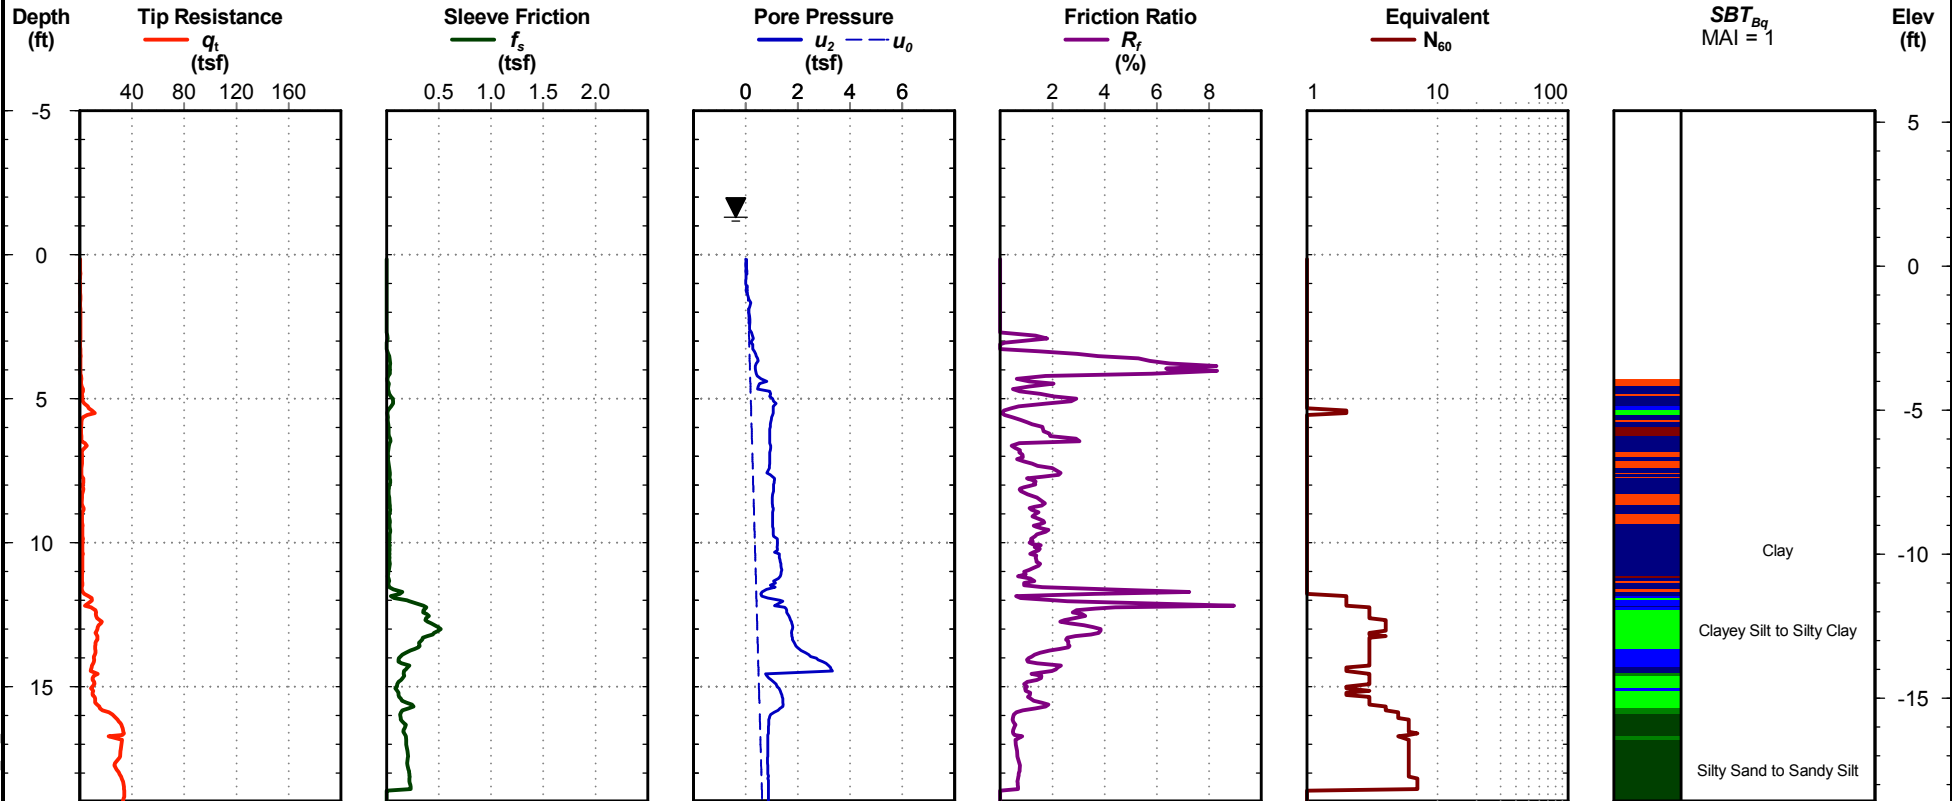 Depth
(ft)
Tip Resistance
qt
(tsf)
40 80 120 160
Sleeve Friction
fs
(tsf)
0.5 1.0 1.5 2.0
Pore Pressure
u2 u0
(tsf)
0 2 4 6
Friction Ratio
Rf
(%)
2 4 6 8
Equivalent
N60
1 10 100
SBTBq
MAI = 1
Elev
(ft)
-5
0
5
10
15
5
0
-5
-10
-15
Clay
Clayey Silt to Silty Clay
Silty Sand to Sandy Silt